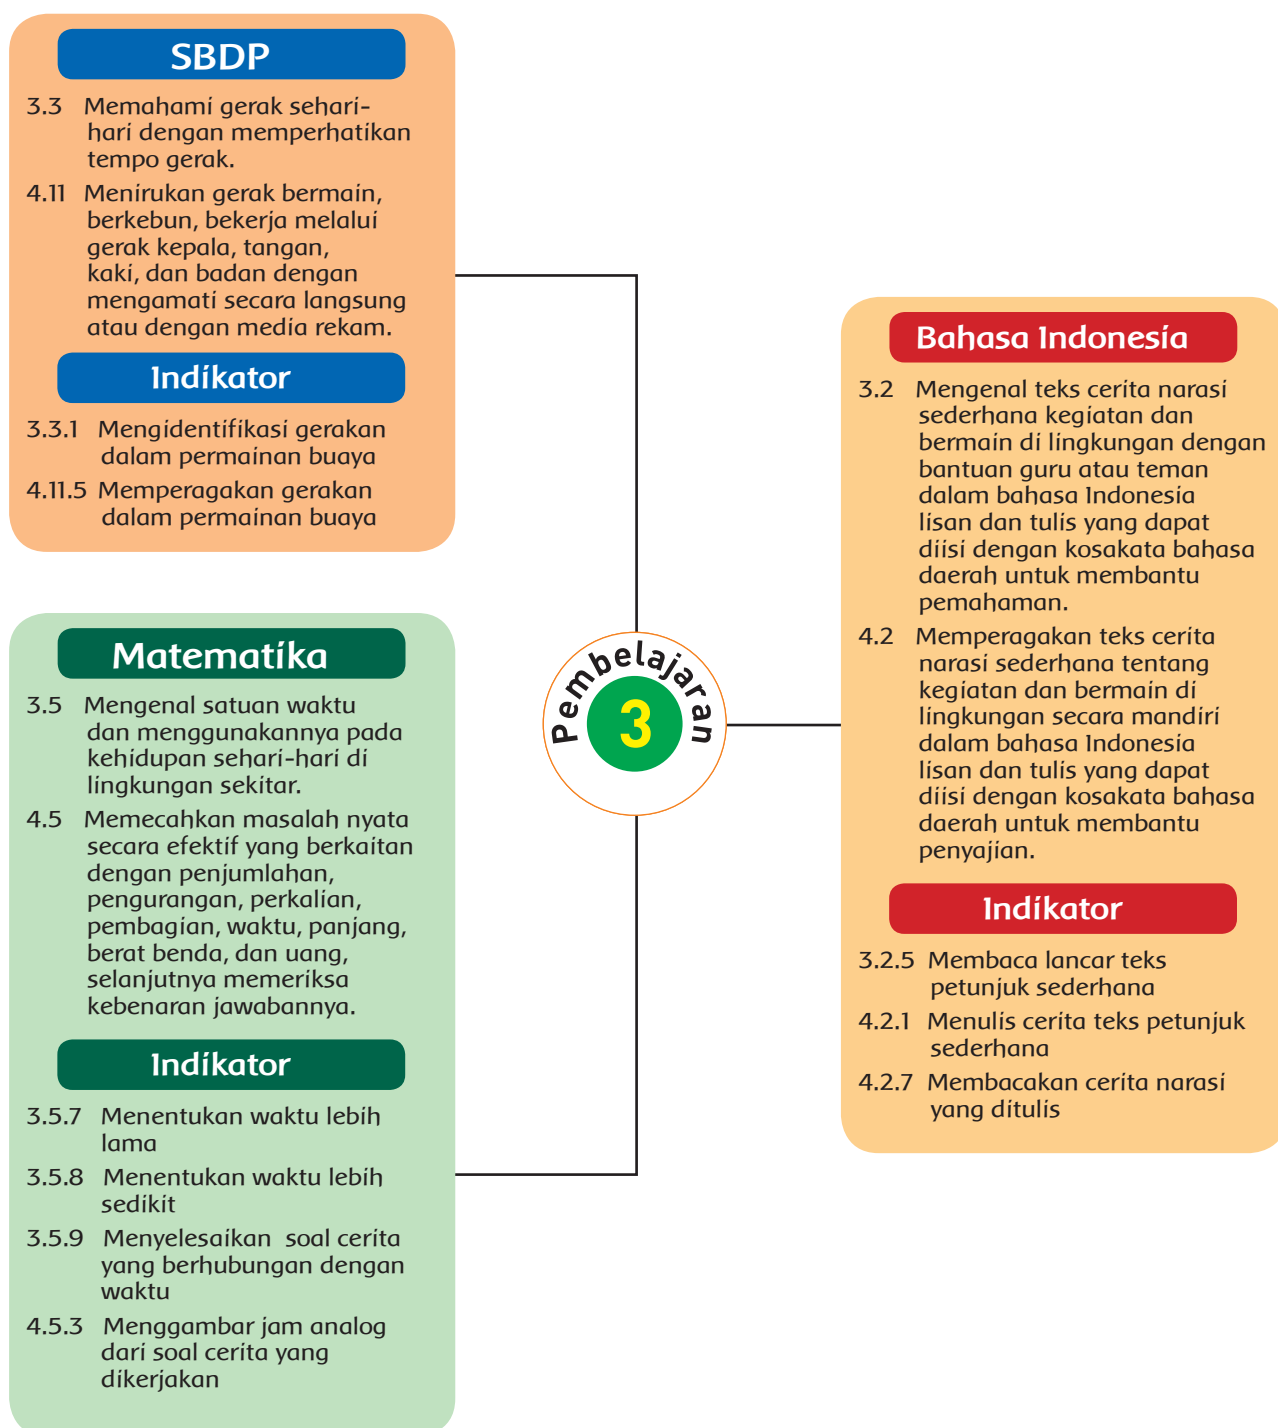 SBDP
3.3 Memahami gerak sehari-
hari dengan memperhatikan
tempo gerak.
4.11 Menirukan gerak bermain,
berkebun, bekerja melalui
gerak kepala, tangan,
kaki, dan badan dengan
mengamati secara langsung
atau dengan media rekam.
Indikator
3.3.1 Mengidentifikasi gerakan
dalam permainan buaya
4.11.5 Memperagakan gerakan
dalam permainan buaya
Matematika
3.5 Mengenal satuan waktu
dan menggunakannya pada
kehidupan sehari-hari di
lingkungan sekitar.
4.5 Memecahkan masalah nyata
secara efektif yang berkaitan
dengan penjumlahan,
pengurangan, perkalian,
pembagian, waktu, panjang,
berat benda, dan uang,
selanjutnya memeriksa
kebenaran jawabannya.
Indikator
3.5.7 Menentukan waktu lebih
lama
3.5.8 Menentukan waktu lebih
sedikit
3.5.9 Menyelesaikan soal cerita
yang berhubungan dengan
waktu
4.5.3 Menggambar jam analog
dari soal cerita yang
dikerjakan
Pembelajaran
3
Bahasa Indonesia
3.2 Mengenal teks cerita narasi
sederhana kegiatan dan
bermain di lingkungan dengan
bantuan guru atau teman
dalam bahasa Indonesia
lisan dan tulis yang dapat
diisi dengan kosakata bahasa
daerah untuk membantu
pemahaman.
4.2 Memperagakan teks cerita
narasi sederhana tentang
kegiatan dan bermain di
lingkungan secara mandiri
dalam bahasa Indonesia
lisan dan tulis yang dapat
diisi dengan kosakata bahasa
daerah untuk membantu
penyajian.
Indikator
3.2.5 Membaca lancar teks
petunjuk sederhana
4.2.1 Menulis cerita teks petunjuk
sederhana
4.2.7 Membacakan cerita narasi
yang ditulis